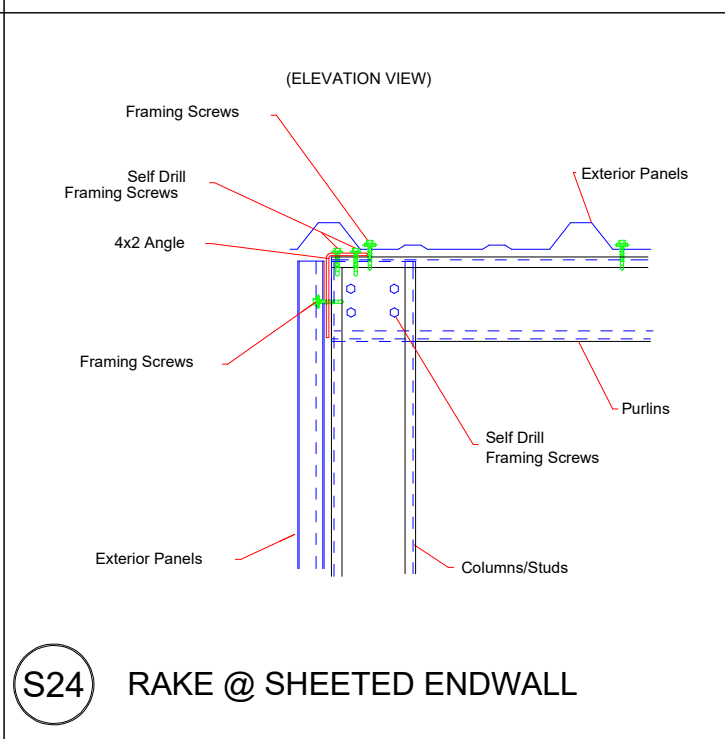 (ELEVATION VIEW)
Framing Screws
Self Drill
Framing Screws
Exterior Panels
4x2 Angle
Framing Screws
Purlins
Self Drill
Framing Screws
Exterior Panels
Columns/Studs
S24
RAKE @ SHEETED ENDWALL